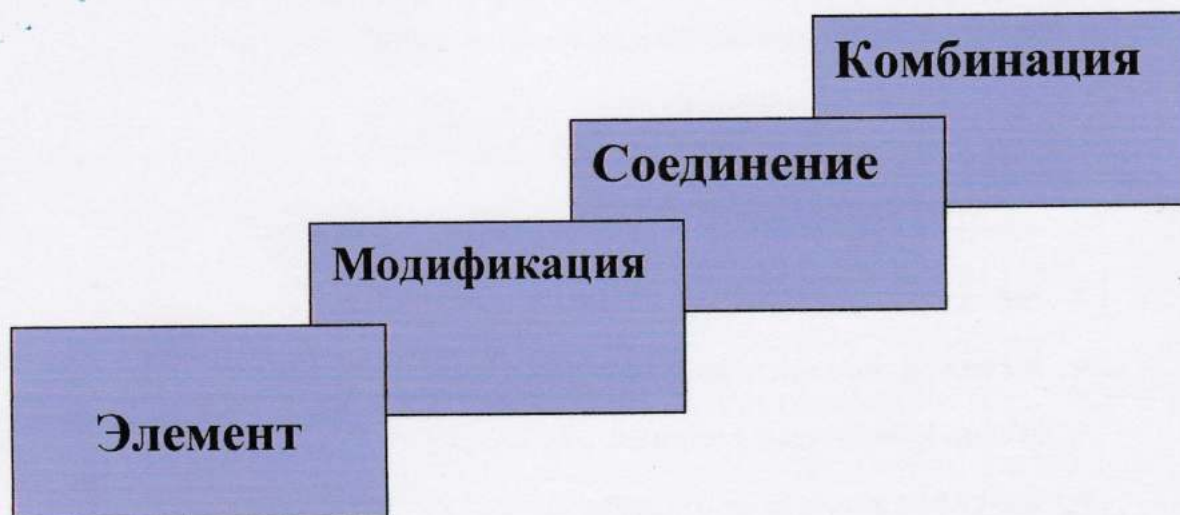 Комбинация
Соединение
Модификация
Элемент